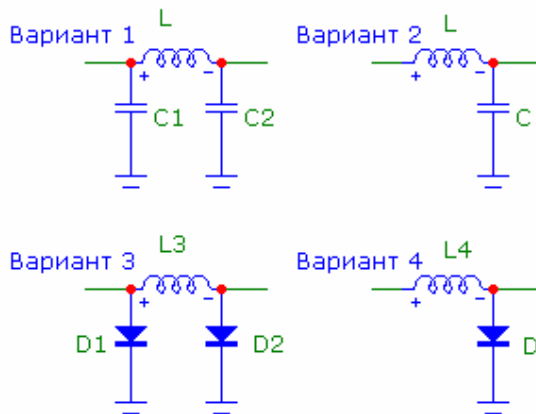 L
Вариант 1
+ -
C1
C2
L
Вариант 2
+ -
C
L3
Вариант 3
+ -
D1
D2
L4
Вариант 4
+ -
D